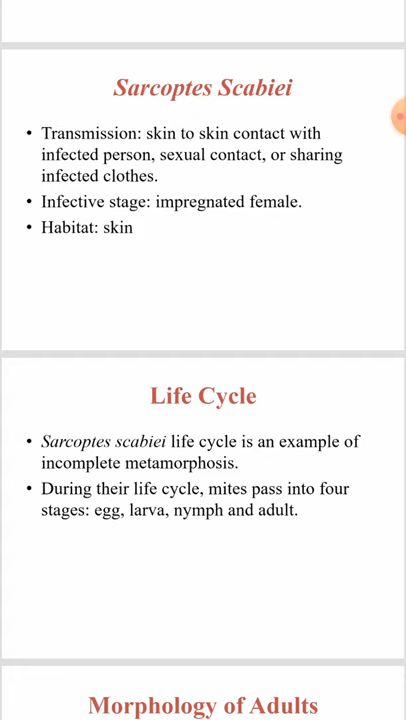 Sarcoptes Scabiei
• Transmission: skin to skin contact with
infected person, sexual contact, or sharing
infected clothes.
• Infective stage: impregnated female.
• Habitat: skin
Life Cycle
• Sarcoptes scabiei life cycle is an example of
incomplete metamorphosis.
• During their life cycle, mites pass into four
stages: egg, larva, nymph and adult.
Morphology of Adults